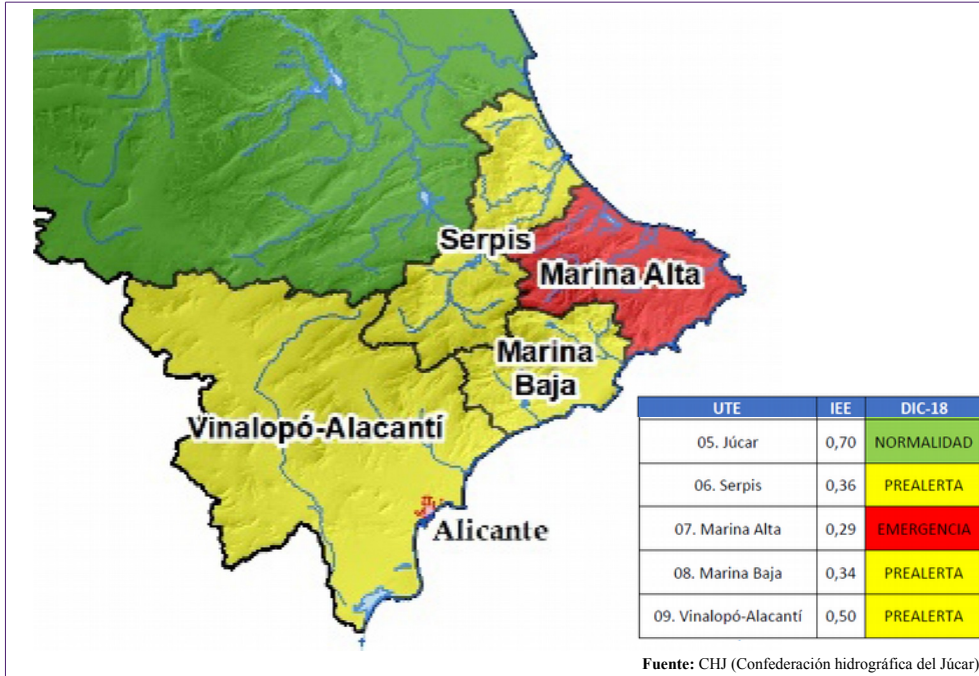 Serpis
Marina Alta
Marina
Baja
Vinalopó-Alacantí
Alicante
UTE IEE DIC-18
05. Júcar 0,70 NORMALIDAD
06. Serpis 0,36 PREALERTA
07. Marina Alta 0,29 EMERGENCIA
08. Marina Baja 0,34 PREALERTA
09. Vinalopó-Alacantí 0,50 PREALERTA
Fuente: CHJ (Confederación hidrográfica del Júcar)